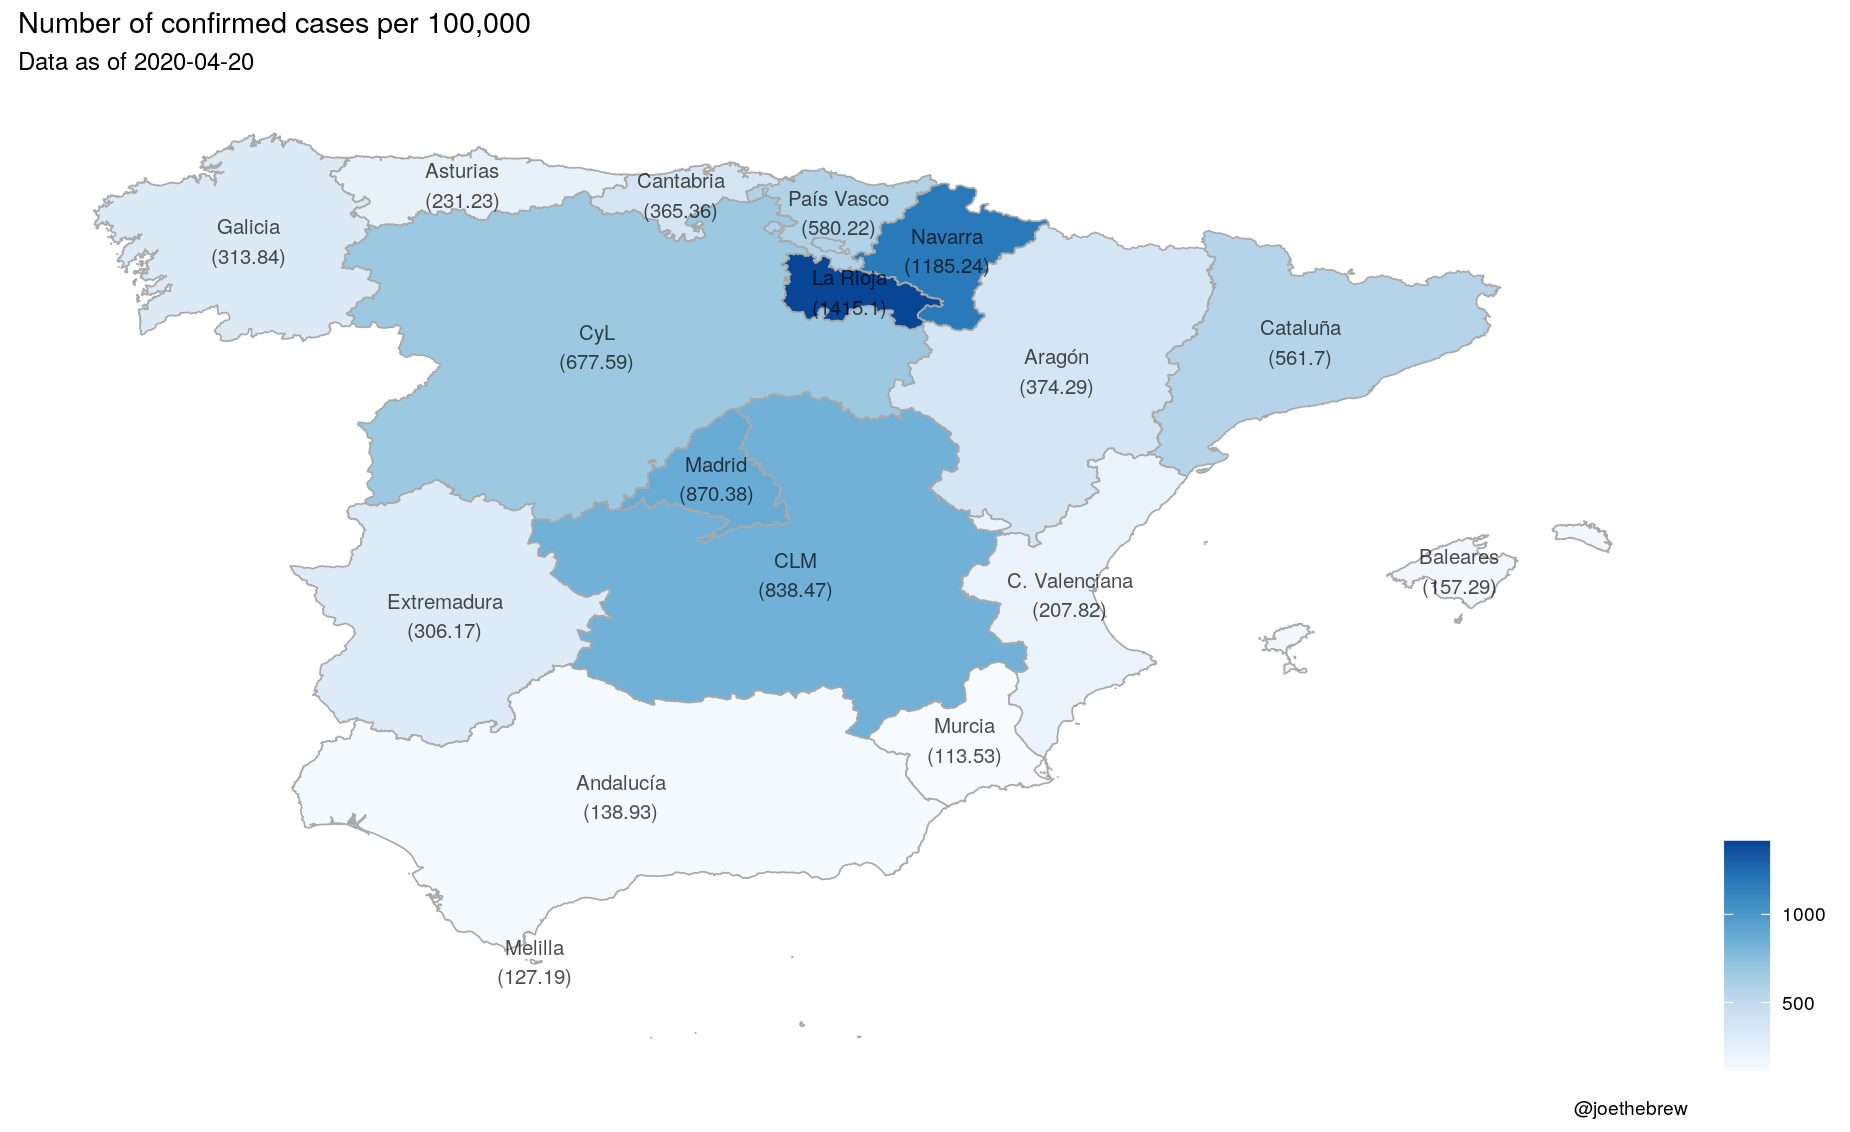 Number of confirmed cases per 100,000
Data as of 2020-04-20
Asturias
(231.23)
Cantabria
(365.36)
País Vasco
(580.22)
Galicia
(313.84)
Navarra
(1185.24)
La Rioja
(1415.1)
CyL
(677.59)
Aragón
(374.29)
Cataluña
(561.7)
Madrid
(870.38)
CLM
(838.47)
Extremadura
(306.17)
C. Valenciana
(207.82)
Baleares
(157.29)
Murcia
(113.53)
Andalucía
(138.93)
Melilla
(127.19)
1000
500
@joethebrew